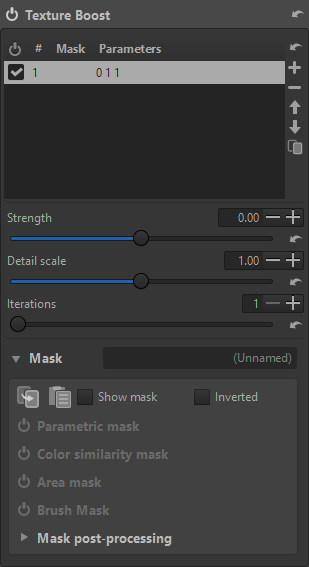 Texture Boost
# Mask Parameters
1 0 1 1
Strength 0.00
Detail scale 1.00
Iterations 1
Mask (Unnamed)
Show mask Inverted
Parametric mask
Color similarity mask
Area mask
Brush Mask
Mask post-processing